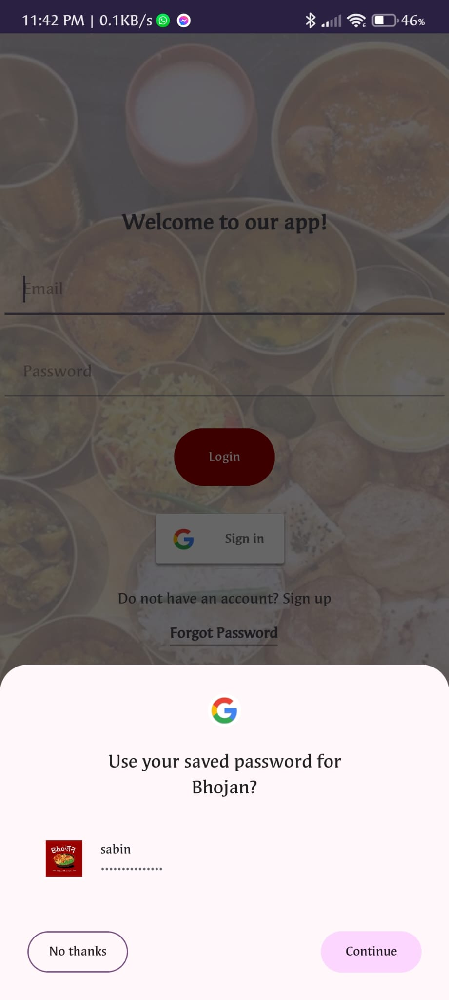 11:42 PM | 0.1KB/s
6
46%
Welcome to our app!
Email
Password
Login
Sign in
Do not have an account? Sign up
Forgot Password
Use your saved password for
Bhojan?
Bhoजन
sabin
•••••••••••••••
No thanks
Continue